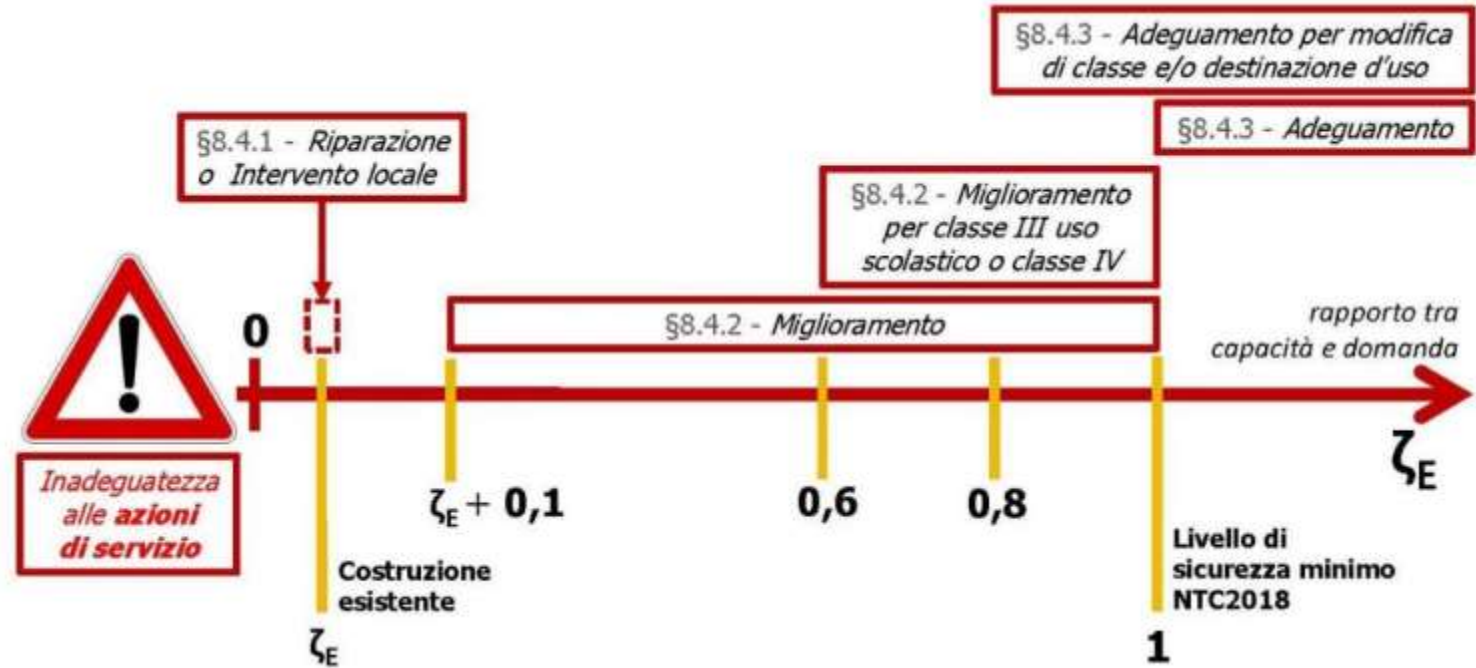 §8.4.3 - Adeguamento per modifica
di classe e/o destinazione d'uso
§8.4.3 - Adeguamento
§8.4.1 - Riparazione
o Intervento locale
§8.4.2 - Miglioramento
per classe III uso
scolastico o classe IV
§8.4.2 - Miglioramento
rapporto tra
capacità e domanda
!
0
ζE
Inadeguatezza
alle azioni
di servizio
ζE + 0,1
0,6
0,8
Costruzione
esistente
Livello di
sicurezza minimo
NTC2018
ζE
1